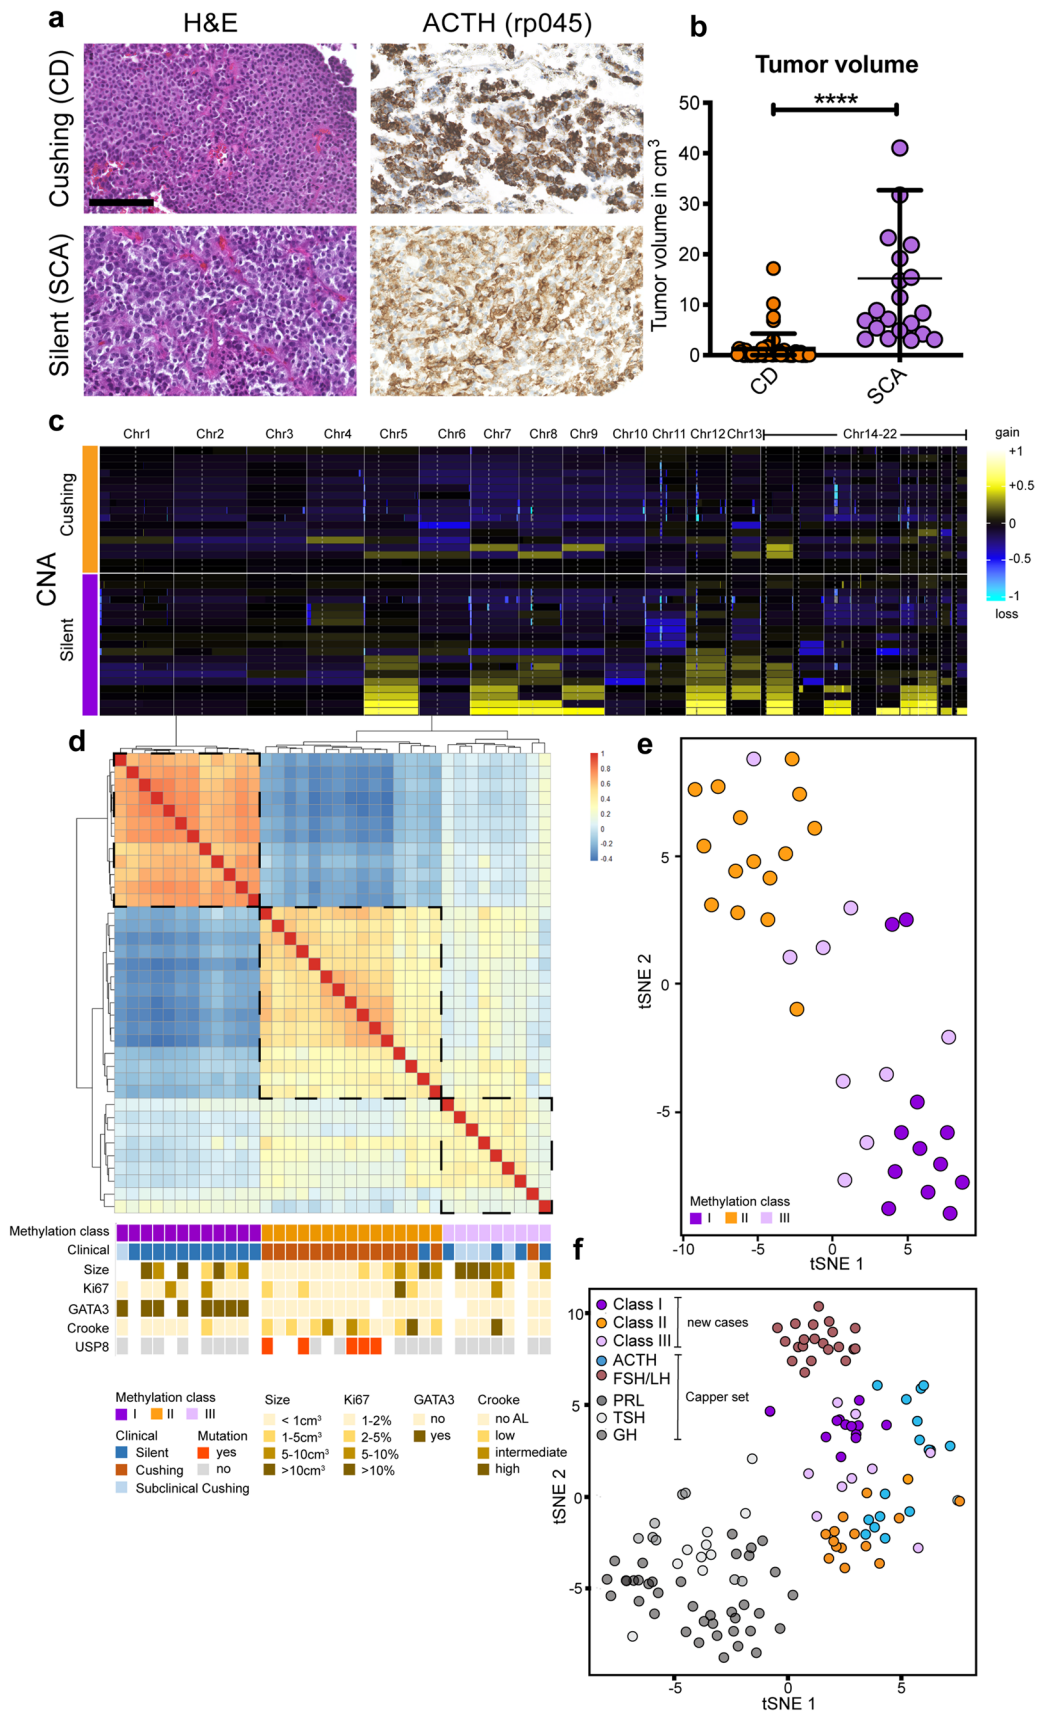 a
H&E
ACTH (rp045)
Cushing (CD)
Silent (SCA)
b
Tumor volume
****
Tumor volume in cm³
50
40
30
20
10
0
CD
SCA
c
Chr1 Chr2 Chr3 Chr4 Chr5 Chr6 Chr7 Chr8 Chr9 Chr10 Chr11 Chr12 Chr13 Chr14-22
CNA
Cushing
Silent
gain
+1
+0.5
0
-0.5
-1
loss
d
1
0.8
0.6
0.4
0.2
0
-0.2
-0.4
Methylation class
Clinical
Size
Ki67
GATA3
Crooke
USP8
Methylation class
I II III
Clinical
Silent
Cushing
Subclinical Cushing
Mutation
yes
no
Size
< 1cm³
1-5cm³
5-10cm³
>10cm³
Ki67
1-2%
2-5%
5-10%
>10%
GATA3
no
yes
Crooke
no AL
low
intermediate
high
e
tSNE 2
5
0
-5
Methylation class
I II III
-10 -5 0 5
tSNE 1
f
Class I
Class II
Class III
ACTH
FSH/LH
PRL
TSH
GH
new cases
Capper set
tSNE 2
10
5
0
-5
-5 0 5
tSNE 1